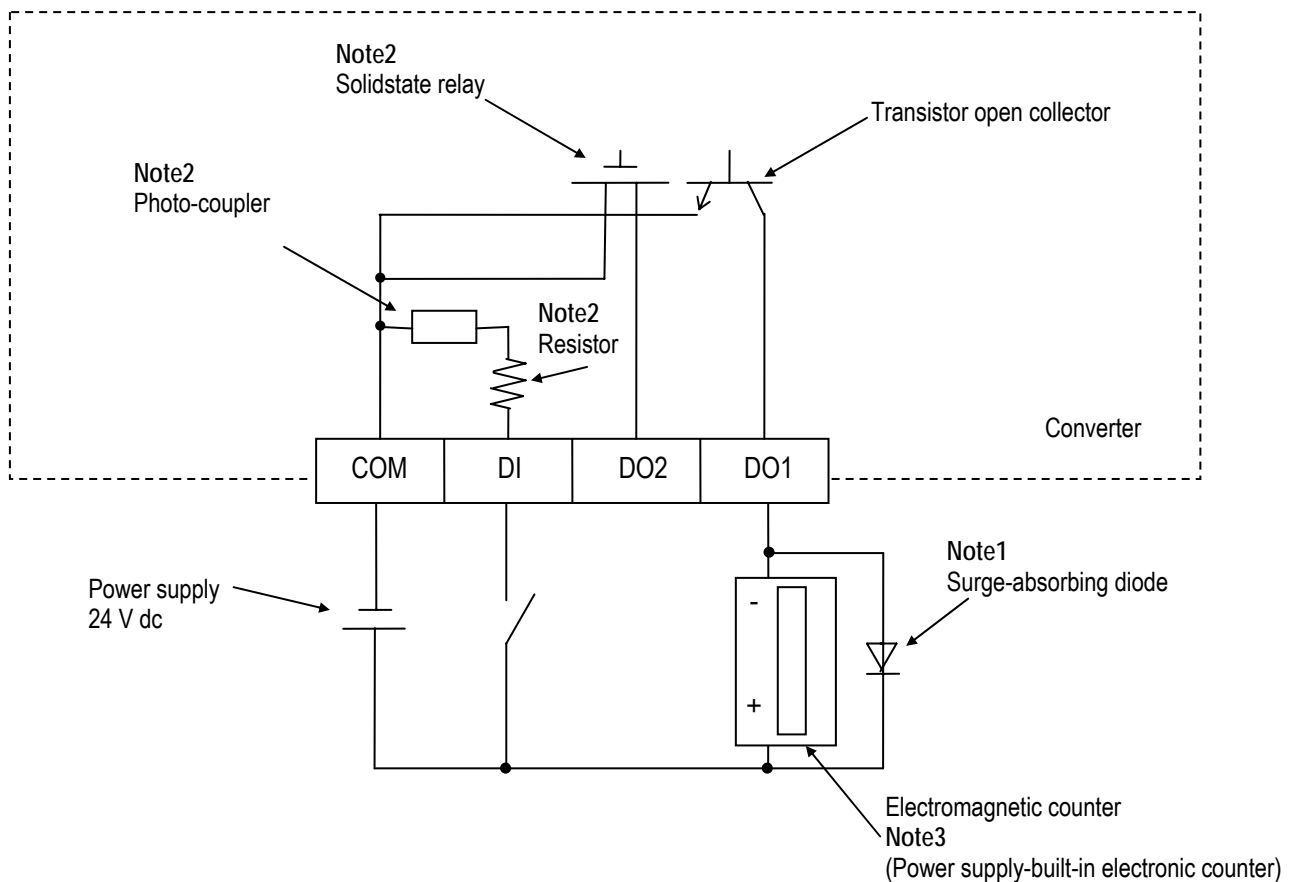 Note2
Solidstate relay
Transistor open collector
Note2
Photo-coupler
Note2
Resistor
Converter
COM
DI
DO2
DO1
Note1
Surge-absorbing diode
Power supply
24 V dc
-
+
Electromagnetic counter
Note3
(Power supply-built-in electronic counter)